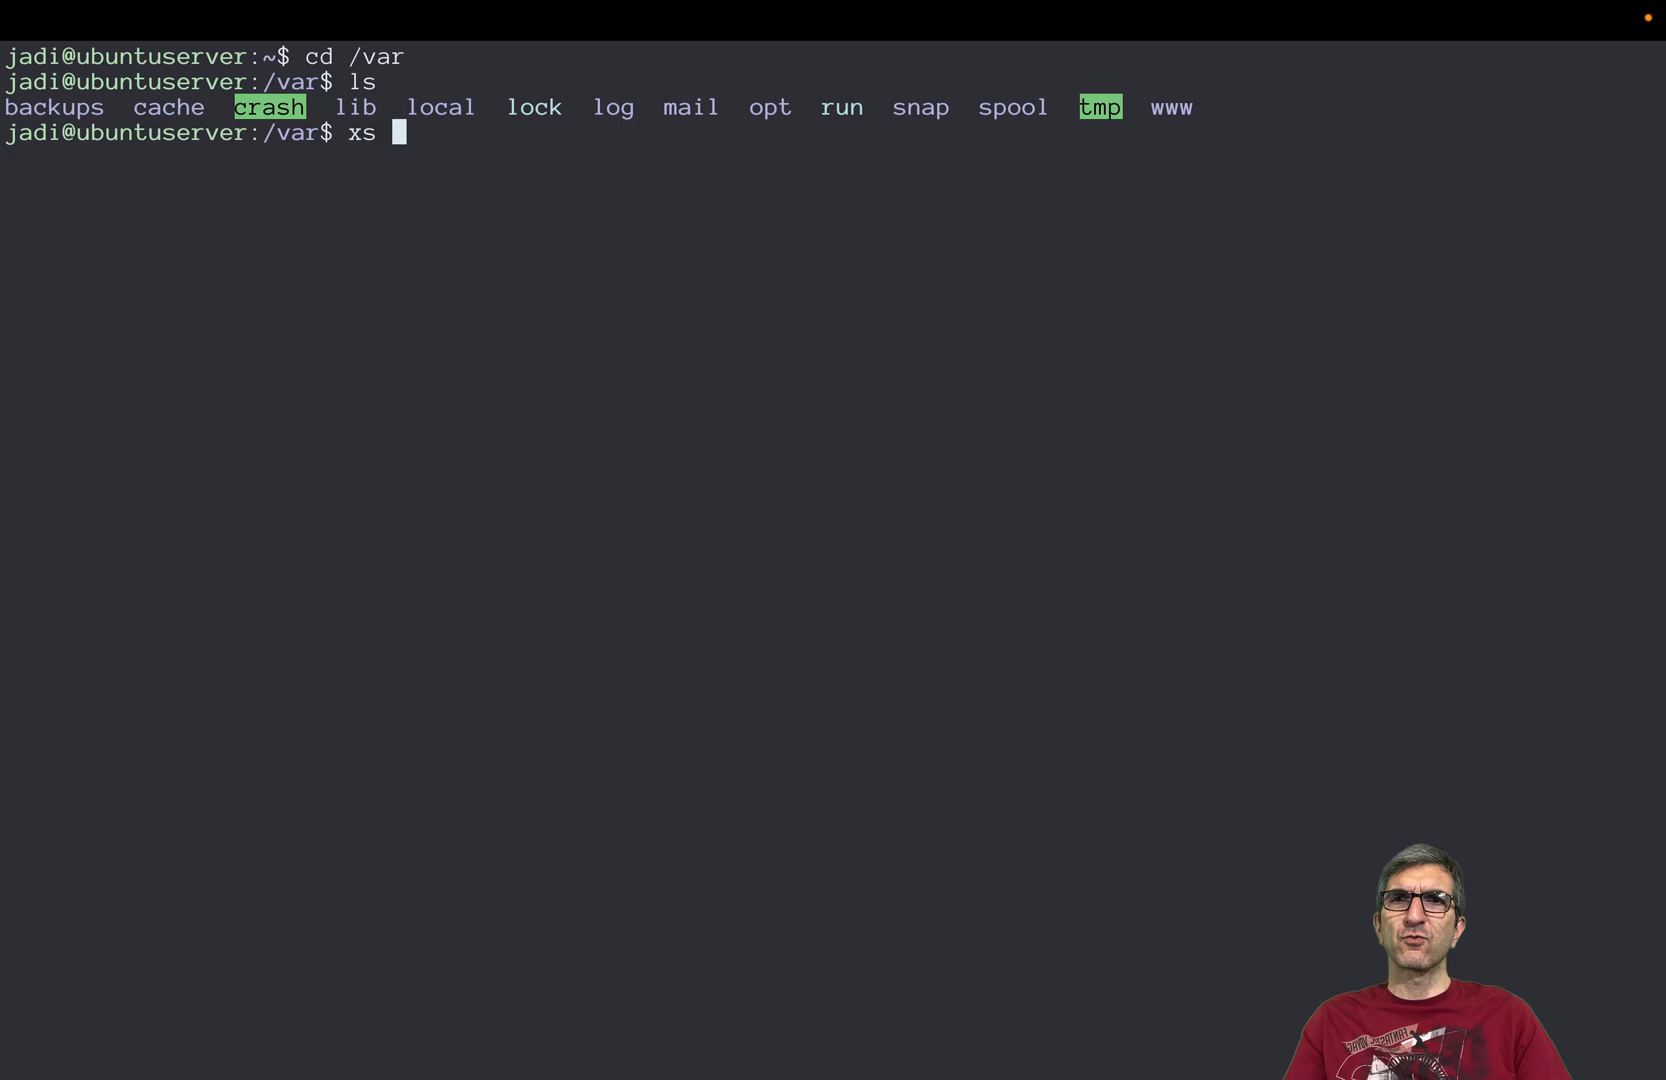 jadi@ubuntuserver:~$ cd /var
jadi@ubuntuserver:/var$ ls
backups  cache  crash  lib  local  lock  log  mail  opt  run  snap  spool  tmp  www
jadi@ubuntuserver:/var$ xs